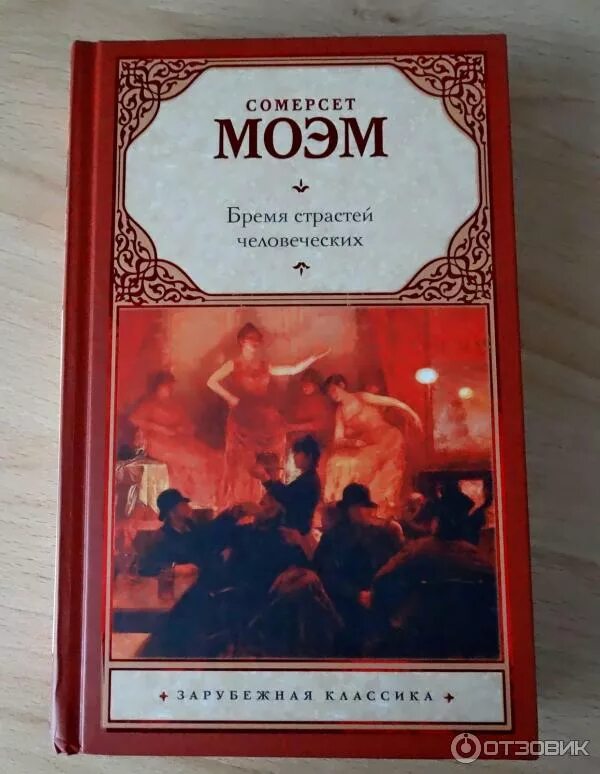 СОМЕРСЕТ
МОЭМ
Бремя страстей
человеческих
ЗАРУБЕЖНАЯ КЛАССИКА
ОТЗОВИК